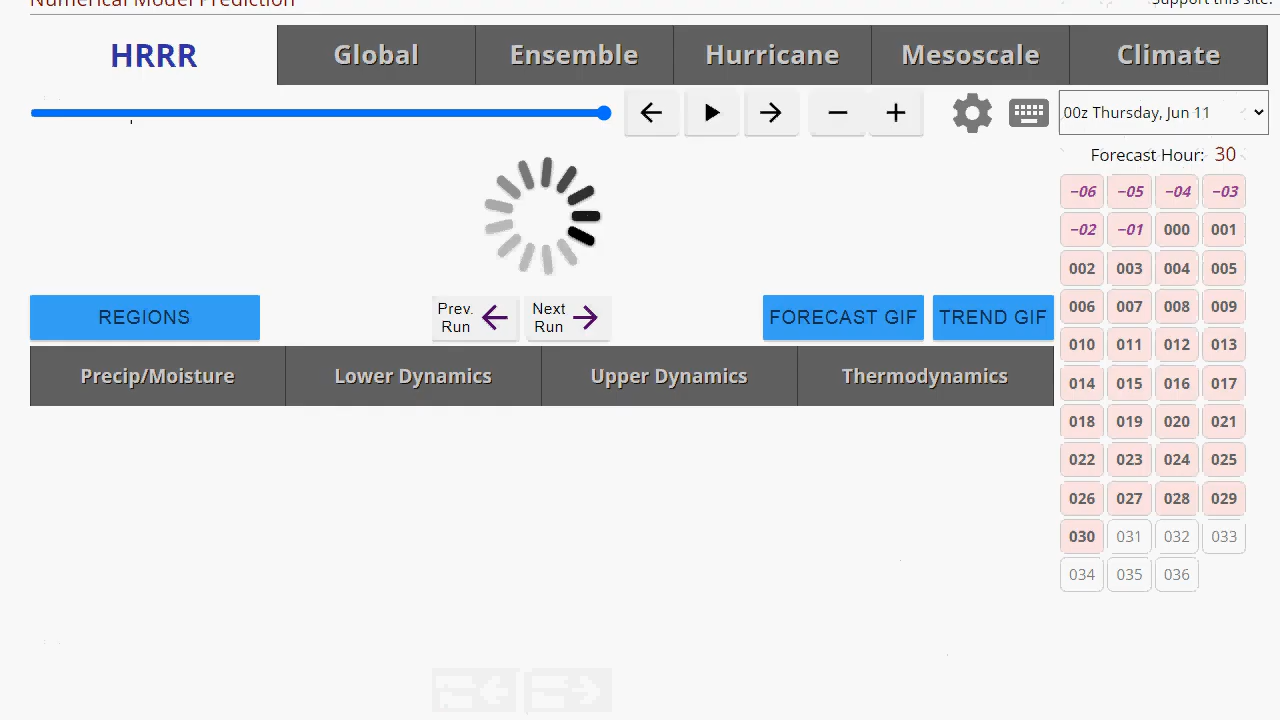 Numerical Model Prediction
Support this site:
HRRR Global Ensemble Hurricane Mesoscale Climate
00z Thursday, Jun 11
Forecast Hour: 30
-06 -05 -04 -03
-02 -01 000 001
002 003 004 005
006 007 008 009
010 011 012 013
014 015 016 017
018 019 020 021
022 023 024 025
026 027 028 029
030 031 032 033
034 035 036
REGIONS
Prev.
Run
Next
Run
FORECAST GIF
TREND GIF
Precip/Moisture Lower Dynamics Upper Dynamics Thermodynamics